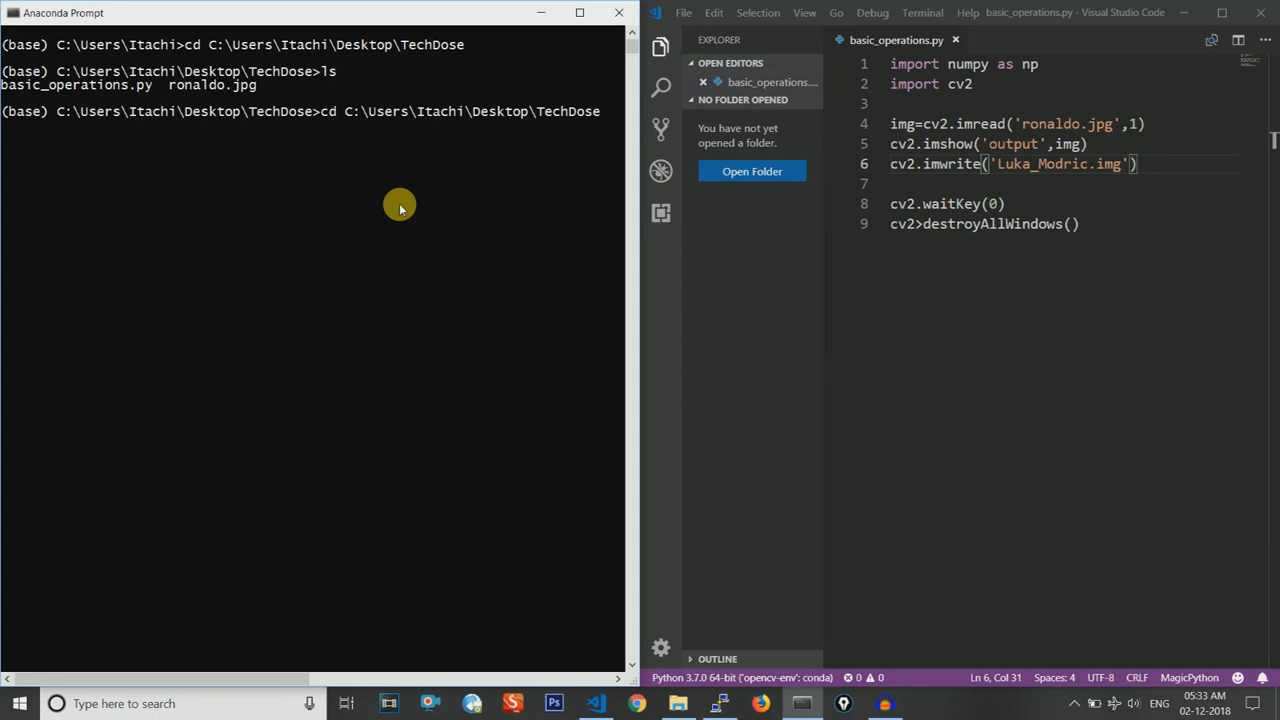 Anaconda Prompt
(base) C:\Users\Itachi>cd C:\Users\Itachi\Desktop\TechDose
(base) C:\Users\Itachi\Desktop\TechDose>ls
basic_operations.py  ronaldo.jpg
(base) C:\Users\Itachi\Desktop\TechDose>cd C:\Users\Itachi\Desktop\TechDose
File Edit Selection View Go Debug Terminal Help basic_operations.py - Visual Studio Code
EXPLORER
OPEN EDITORS
basic_operations....
NO FOLDER OPENED
You have not yet
opened a folder.
Open Folder
OUTLINE
basic_operations.py
1 import numpy as np
2 import cv2
3
4 img=cv2.imread('ronaldo.jpg',1)
5 cv2.imshow('output',img)
6 cv2.imwrite('Luka_Modric.img')
7
8 cv2.waitKey(0)
9 cv2>destroyAllWindows()
Python 3.7.0 64-bit ('opencv-env': conda) 0 0 Ln 6, Col 31 Spaces: 4 UTF-8 CRLF MagicPython
Type here to search
Ps
ENG
05:33 AM
02-12-2018